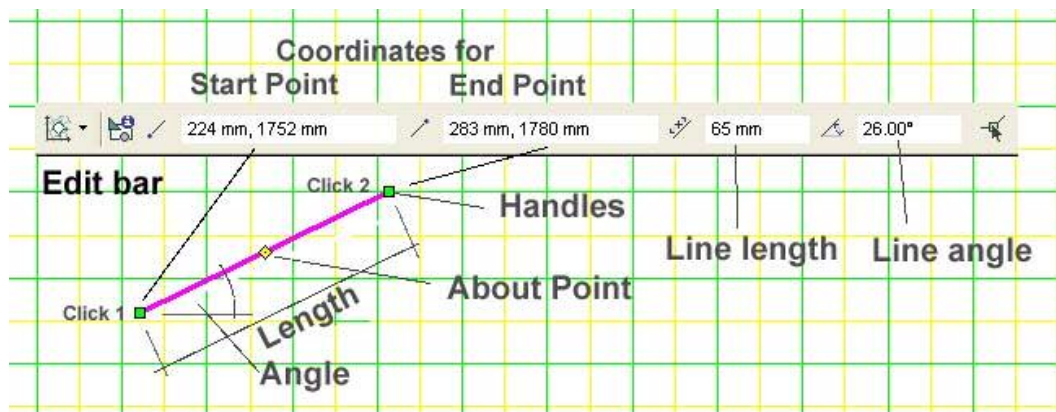 Coordinates for
Start Point
End Point
224 mm, 1752 mm
283 mm, 1780 mm
65 mm
26.00°
Edit bar
Click 2
Handles
Line length
Line angle
About Point
Click 1
Length
Angle